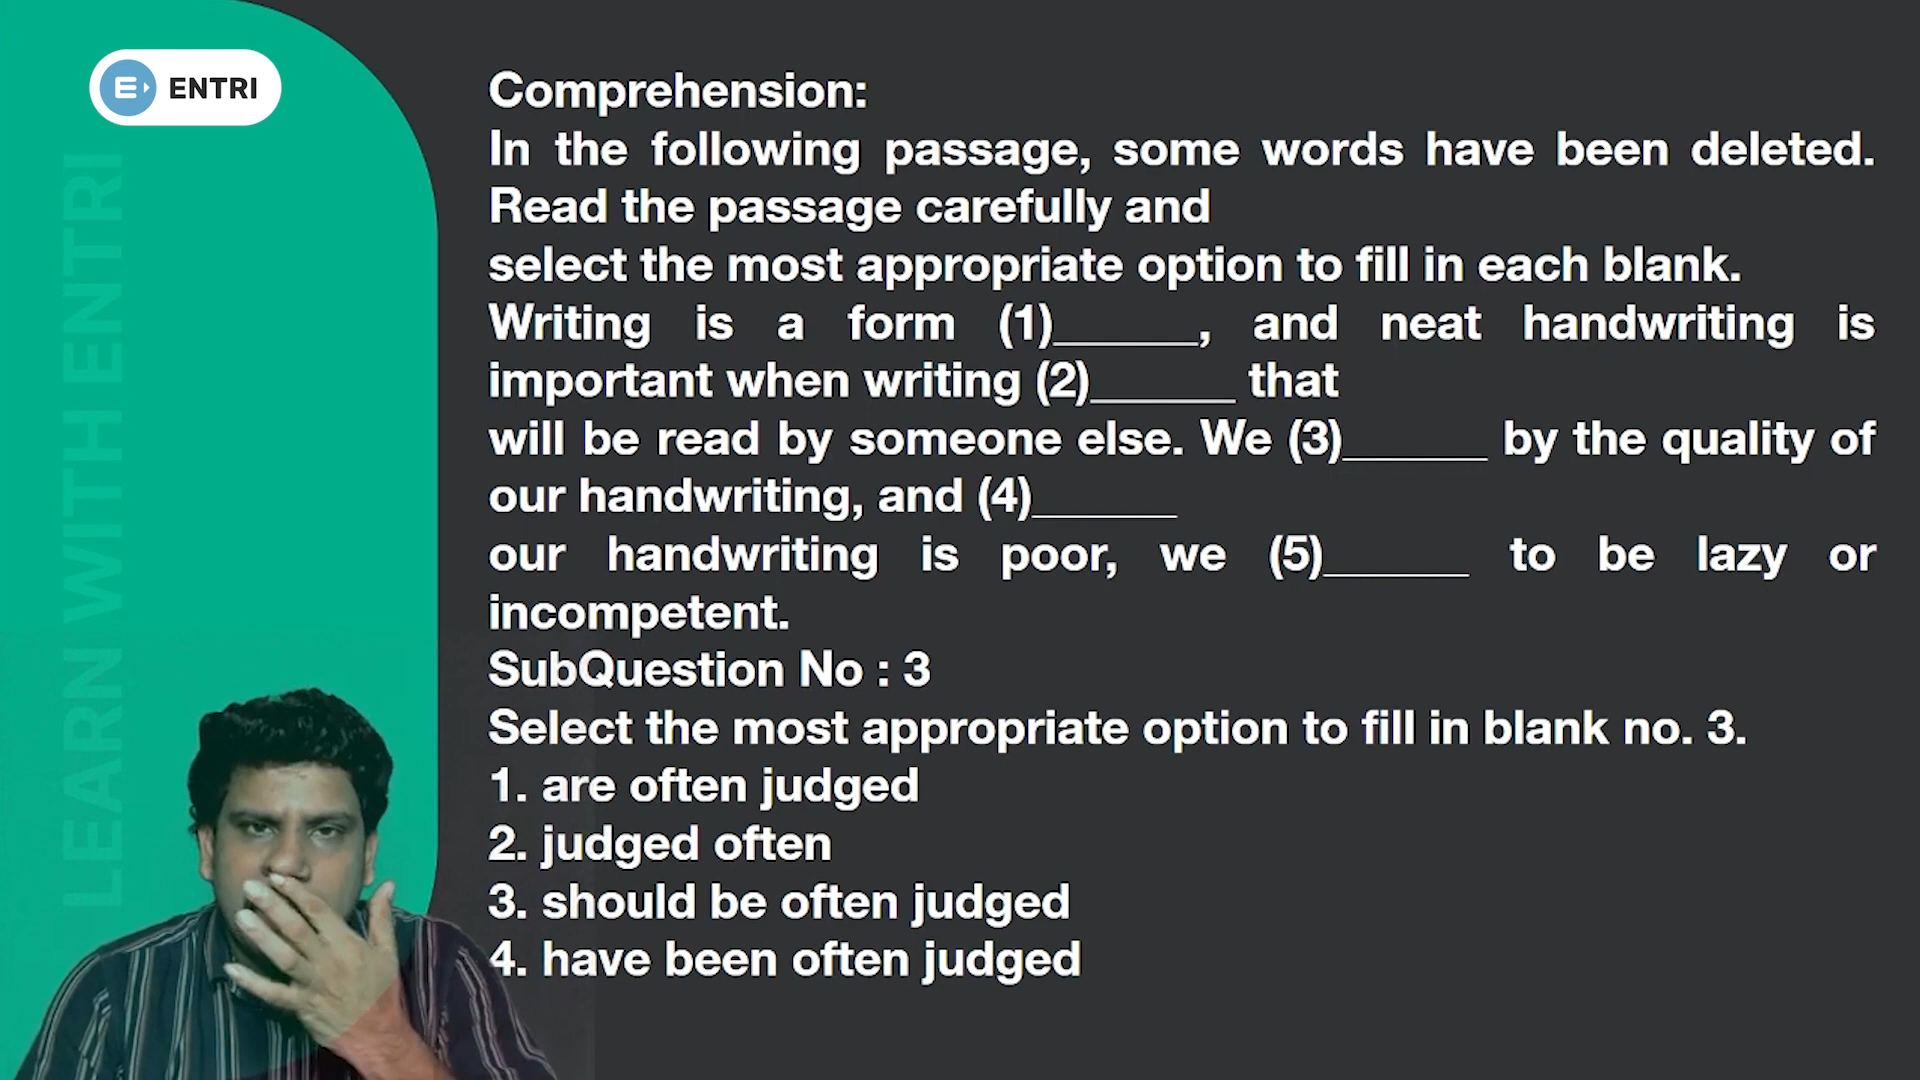 ENTRI
LEARN WITH ENTRI
Comprehension:
In the following passage, some words have been deleted.
Read the passage carefully and
select the most appropriate option to fill in each blank.
Writing is a form (1)______, and neat handwriting is
important when writing (2)______ that
will be read by someone else. We (3)______ by the quality of
our handwriting, and (4)______
our handwriting is poor, we (5)______ to be lazy or
incompetent.
SubQuestion No : 3
Select the most appropriate option to fill in blank no. 3.
1. are often judged
2. judged often
3. should be often judged
4. have been often judged